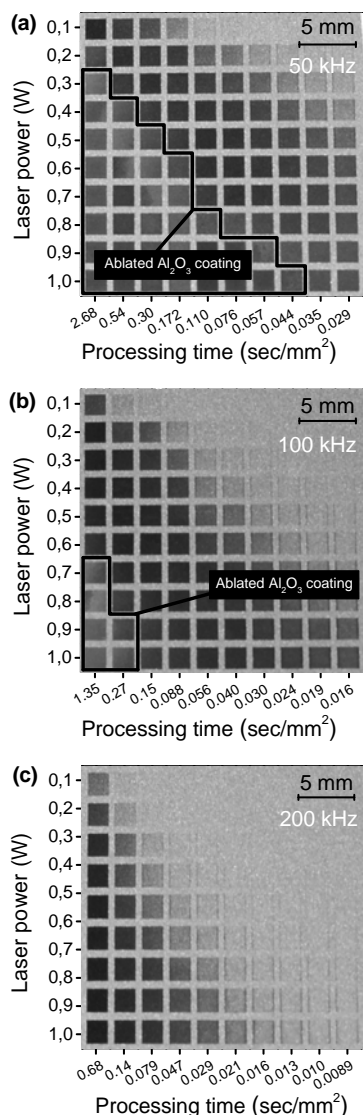 (a)
5 mm
50 kHz
Laser power (W)
0,1
0,2
0,3
0,4
0,5
0,6
0,7
0,8
0,9
1,0
Ablated Al₂O₃ coating
2.68 0.54 0.30 0.172 0.110 0.076 0.057 0.044 0.035 0.029
Processing time (sec/mm²)
(b)
5 mm
100 kHz
Laser power (W)
0,1
0,2
0,3
0,4
0,5
0,6
0,7
0,8
0,9
1,0
Ablated Al₂O₃ coating
1.35 0.27 0.15 0.088 0.056 0.040 0.030 0.024 0.019 0.016
Processing time (sec/mm²)
(c)
5 mm
200 kHz
Laser power (W)
0,1
0,2
0,3
0,4
0,5
0,6
0,7
0,8
0,9
1,0
0.68 0.14 0.079 0.047 0.029 0.021 0.016 0.013 0.010 0.0089
Processing time (sec/mm²)